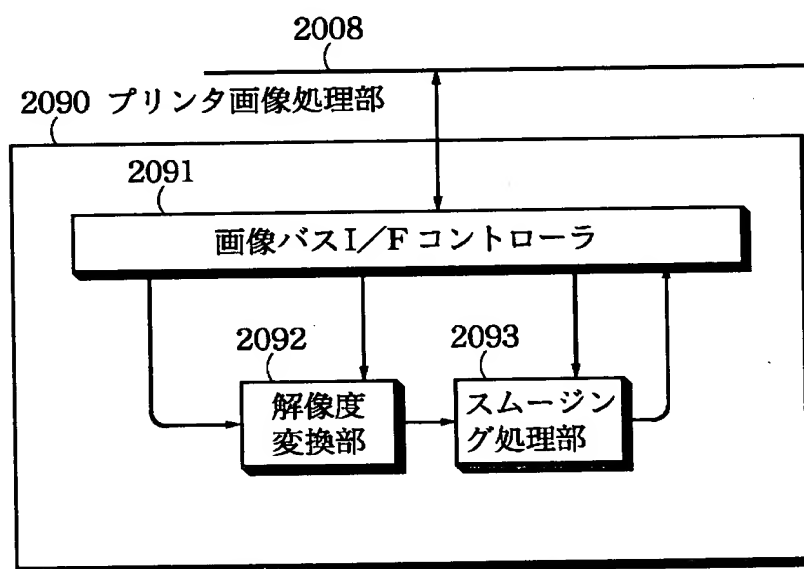 2008
2090 プリンタ画像処理部
2091
画像バスI/Fコントローラ
2092
解像度
変換部
2093
スムージン
グ処理部